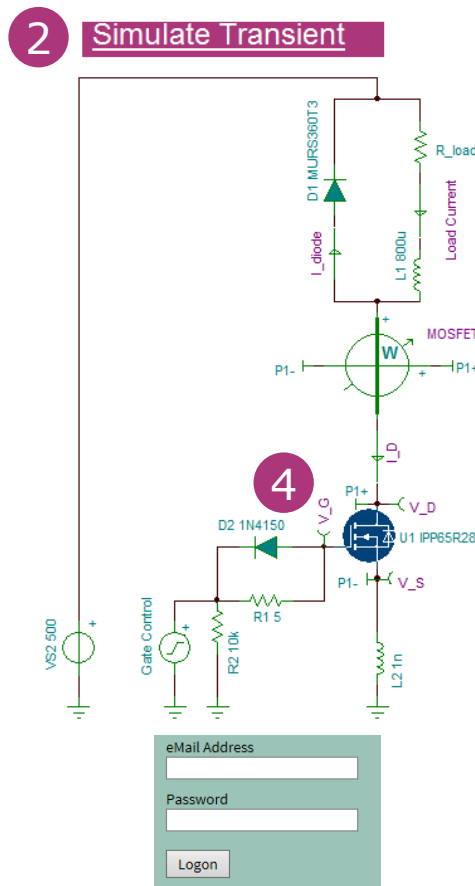 2
Simulate Transient
D1 MURS360T3
R_load
Load Current
I_diode
L1 800u
+
MOSFET
W
P1-
+
P1+
I_D
4
P1+
V_G
V_D
D2 1N4150
U1 IPP65R28
P1-
V_S
R1 5
+
VS2 500
Gate Control
+
R2 10k
L2 1n
eMail Address
Password
Logon